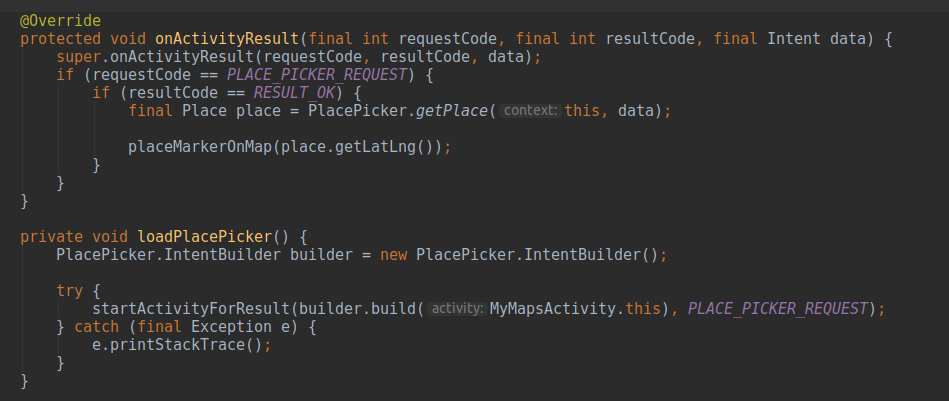 @Override
protected void onActivityResult(final int requestCode, final int resultCode, final Intent data) {
super.onActivityResult(requestCode, resultCode, data);
if (requestCode == PLACE_PICKER_REQUEST) {
if (resultCode == RESULT_OK) {
final Place place = PlacePicker.getPlace( context: this, data);
placeMarkerOnMap(place.getLatLng());
}
}
}
private void loadPlacePicker() {
PlacePicker.IntentBuilder builder = new PlacePicker.IntentBuilder();
try {
startActivityForResult(builder.build( activity: MyMapsActivity.this), PLACE_PICKER_REQUEST);
} catch (final Exception e) {
e.printStackTrace();
}
}